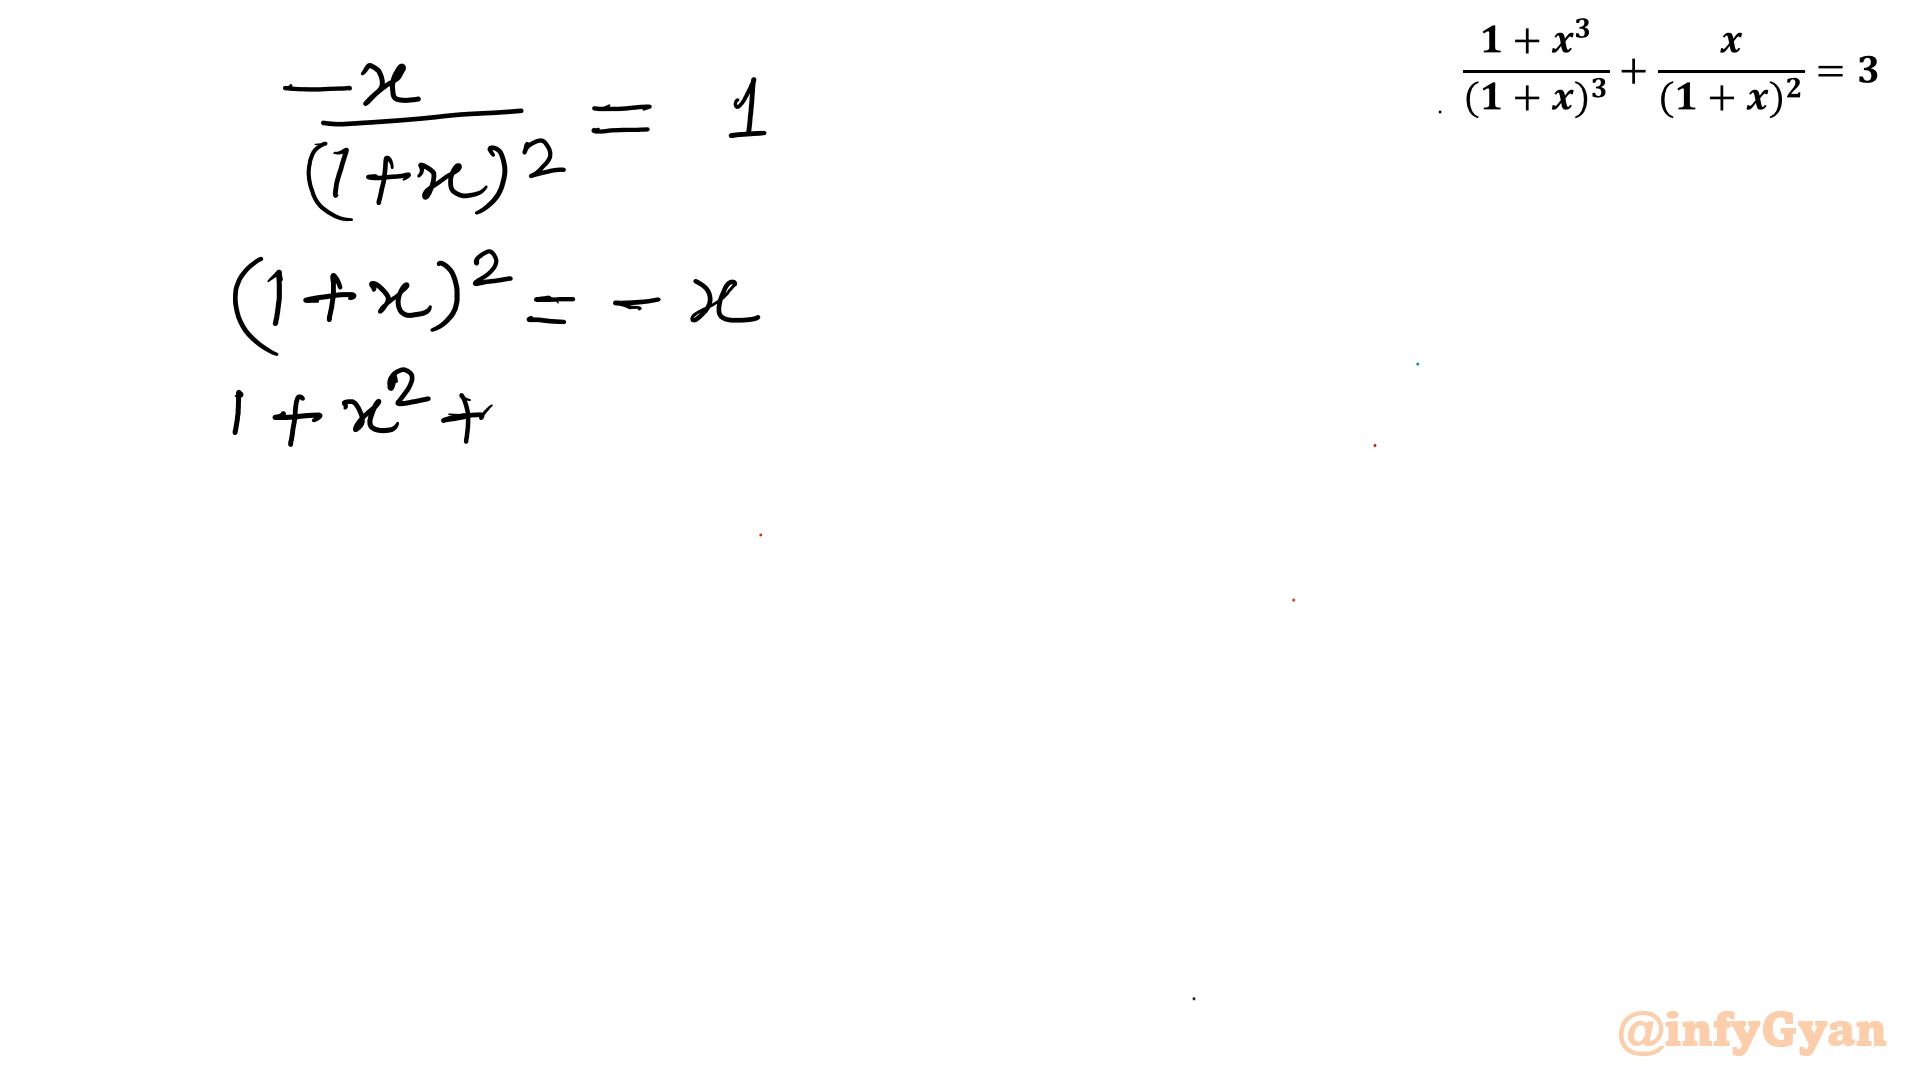 -x/(1+x)² = 1
(1+x)² = -x
1 + x² +
(1 + x³)/(1 + x)³ + x/(1 + x)² = 3
@infyGyan